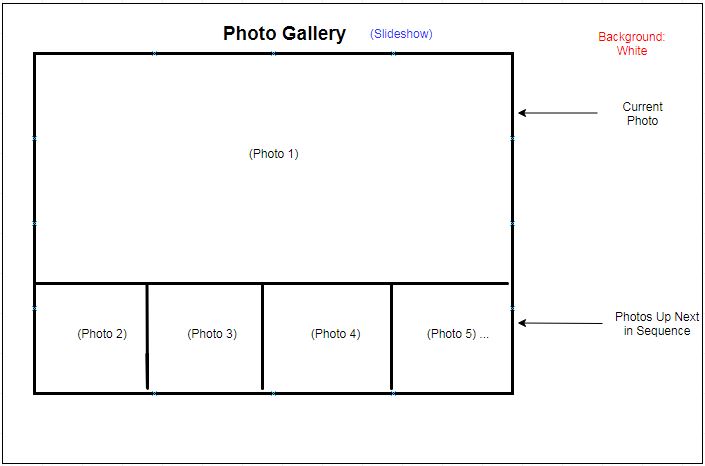 Photo Gallery (Slideshow)
Background:
White
Current
Photo
(Photo 1)
(Photo 2) (Photo 3) (Photo 4) (Photo 5) ...
Photos Up Next
in Sequence